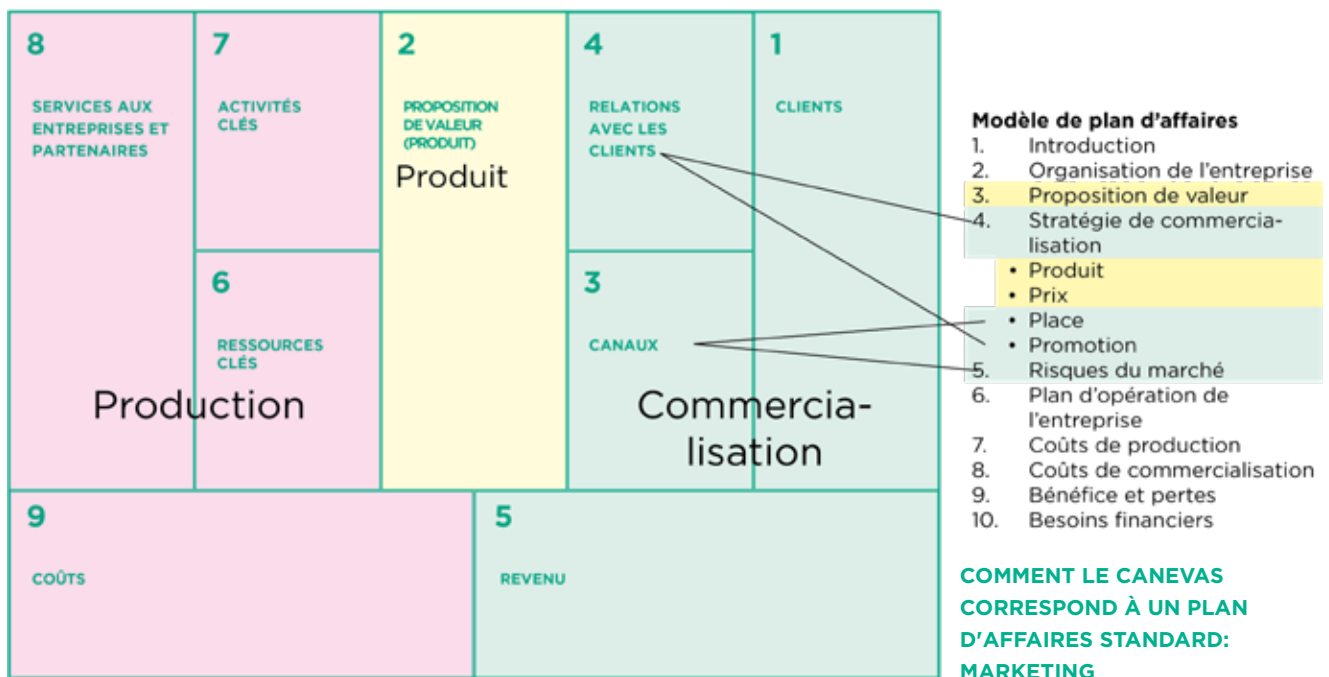 8
SERVICES AUX
ENTREPRISES ET
PARTENAIRES
7
ACTIVITÉS
CLÉS
6
RESSOURCES
CLÉS
Production
2
PROPOSITION
DE VALEUR
(PRODUIT)
Produit
4
RELATIONS
AVEC LES
CLIENTS
3
CANAUX
1
CLIENTS
Commercia-
lisation
9
COÛTS
5
REVENU
Modèle de plan d’affaires
1. Introduction
2. Organisation de l’entreprise
3. Proposition de valeur
4. Stratégie de commercia-
lisation
• Produit
• Prix
• Place
• Promotion
5. Risques du marché
6. Plan d’opération de
l’entreprise
7. Coûts de production
8. Coûts de commercialisation
9. Bénéfice et pertes
10. Besoins financiers
COMMENT LE CANEVAS
CORRESPOND À UN PLAN
D'AFFAIRES STANDARD:
MARKETING